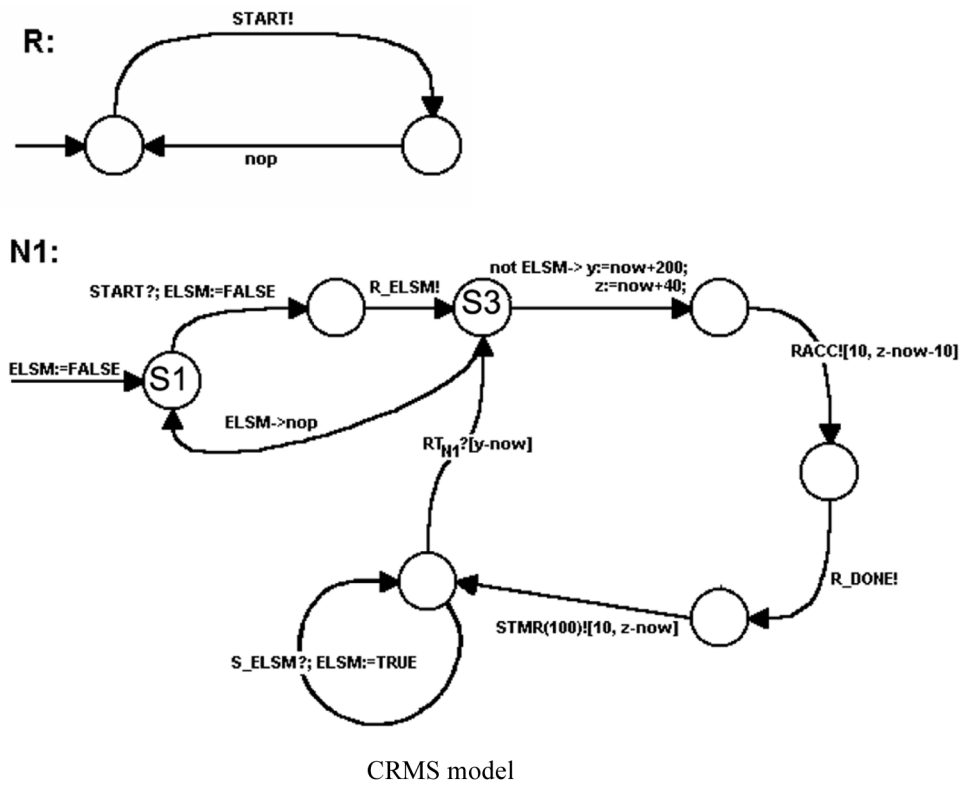 START!
R:
nop
N1:
not ELSM-> y:=now+200;
z:=now+40;
START?; ELSM:=FALSE
R_ELSM!
S3
RACC![10, z-now-10]
ELSM:=FALSE
S1
ELSM->nop
RT_N1?[y-now]
R_DONE!
STMR(100)![10, z-now]
S_ELSM?; ELSM:=TRUE
CRMS model